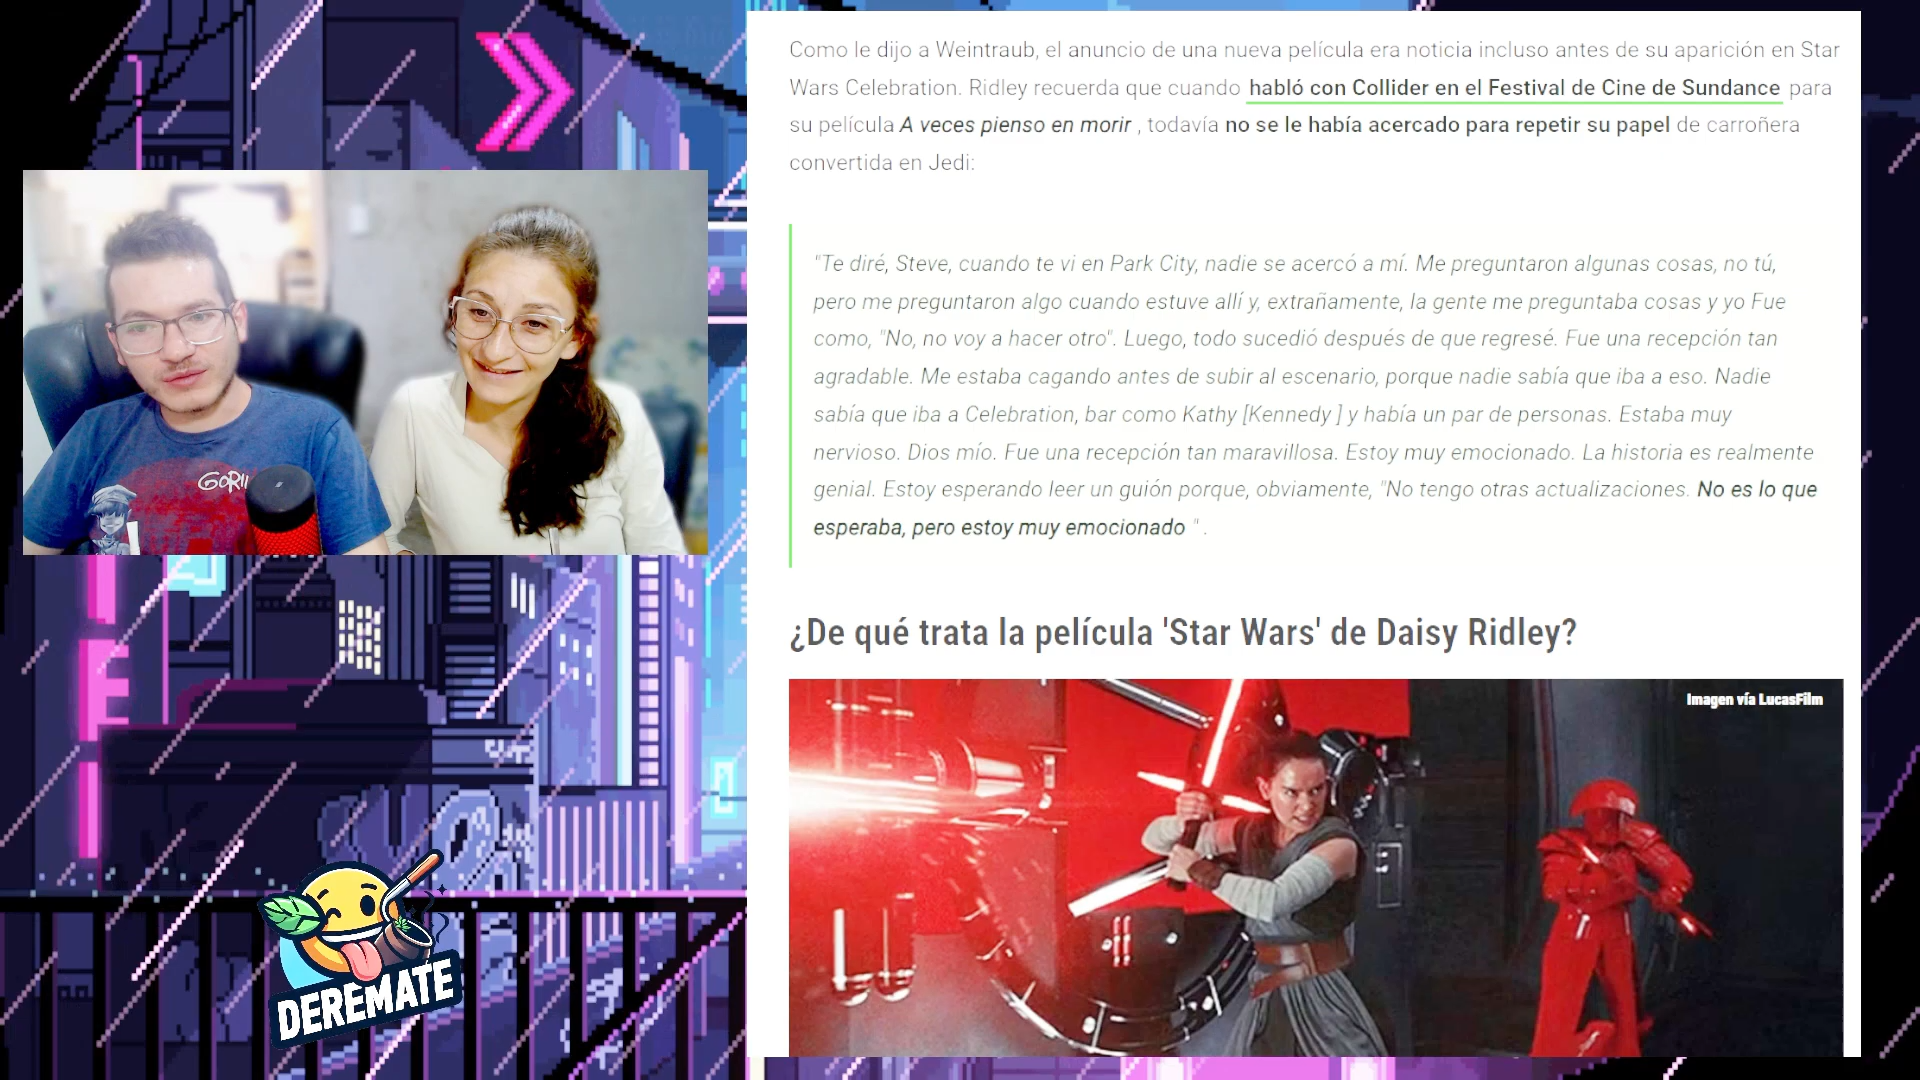 Como le dijo a Weintraub, el anuncio de una nueva película era noticia incluso antes de su aparición en Star
Wars Celebration. Ridley recuerda que cuando habló con Collider en el Festival de Cine de Sundance para
su película A veces pienso en morir , todavía no se le había acercado para repetir su papel de carroñera
convertida en Jedi:
"Te diré, Steve, cuando te vi en Park City, nadie se acercó a mí. Me preguntaron algunas cosas, no tú,
pero me preguntaron algo cuando estuve allí y, extrañamente, la gente me preguntaba cosas y yo Fue
como, "No, no voy a hacer otro". Luego, todo sucedió después de que regresé. Fue una recepción tan
agradable. Me estaba cagando antes de subir al escenario, porque nadie sabía que iba a eso. Nadie
sabía que iba a Celebration, bar como Kathy [Kennedy ] y había un par de personas. Estaba muy
nervioso. Dios mío. Fue una recepción tan maravillosa. Estoy muy emocionado. La historia es realmente
genial. Estoy esperando leer un guión porque, obviamente, "No tengo otras actualizaciones. No es lo que
esperaba, pero estoy muy emocionado " .
¿De qué trata la película 'Star Wars' de Daisy Ridley?
Imagen vía LucasFilm
DEREMATE